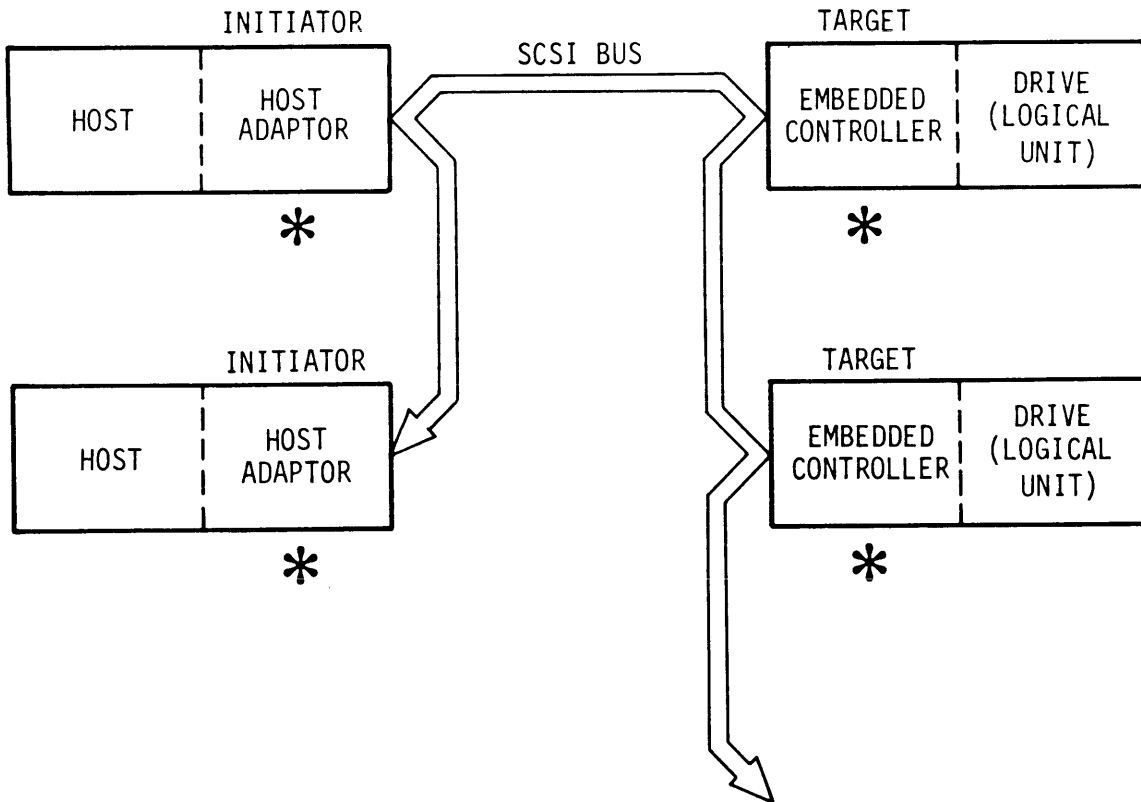 INITIATOR
HOST
HOST
ADAPTOR
*
SCSI BUS
TARGET
EMBEDDED
CONTROLLER
DRIVE
(LOGICAL
UNIT)
*
INITIATOR
HOST
HOST
ADAPTOR
*
TARGET
EMBEDDED
CONTROLLER
DRIVE
(LOGICAL
UNIT)
*